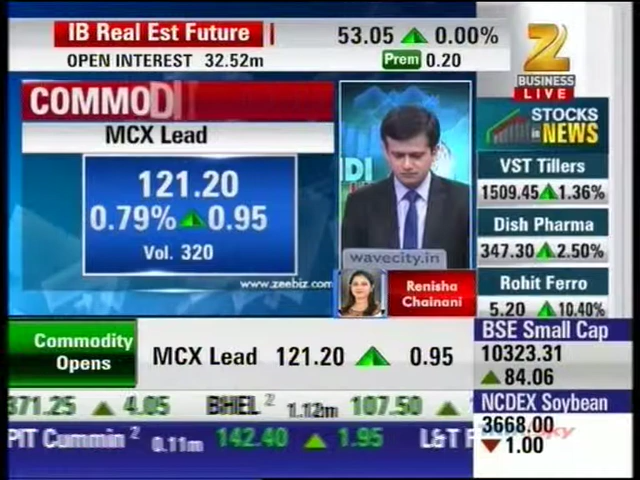 IB Real Est Future
53.05 0.00%
OPEN INTEREST 32.52m
Prem 0.20
Z
BUSINESS
LIVE
COMMODI
MCX Lead
121.20
0.79% 0.95
Vol. 320
www.zeebiz.com
wavecity.in
Renisha
Chainani
STOCKS
in NEWS
VST Tillers
1509.45 1.36%
Dish Pharma
347.30 2.50%
Rohit Ferro
5.20 10.40%
Commodity
Opens
MCX Lead 121.20 0.95
BSE Small Cap
10323.31
84.06
NCDEX Soybean
3668.00
1.00
371.25 4.05 BHEL 2 1.12m 107.50
PIT Cummin 2 0.11m 142.40 1.95 L&T F